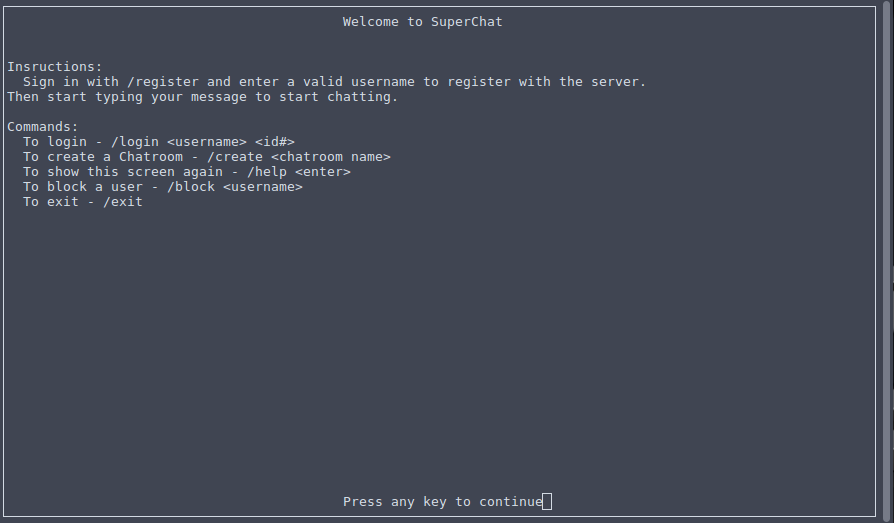 Welcome to SuperChat
Insructions:
Sign in with /register and enter a valid username to register with the server.
Then start typing your message to start chatting.
Commands:
To login - /login <username> <id#>
To create a Chatroom - /create <chatroom name>
To show this screen again - /help <enter>
To block a user - /block <username>
To exit - /exit
Press any key to continue